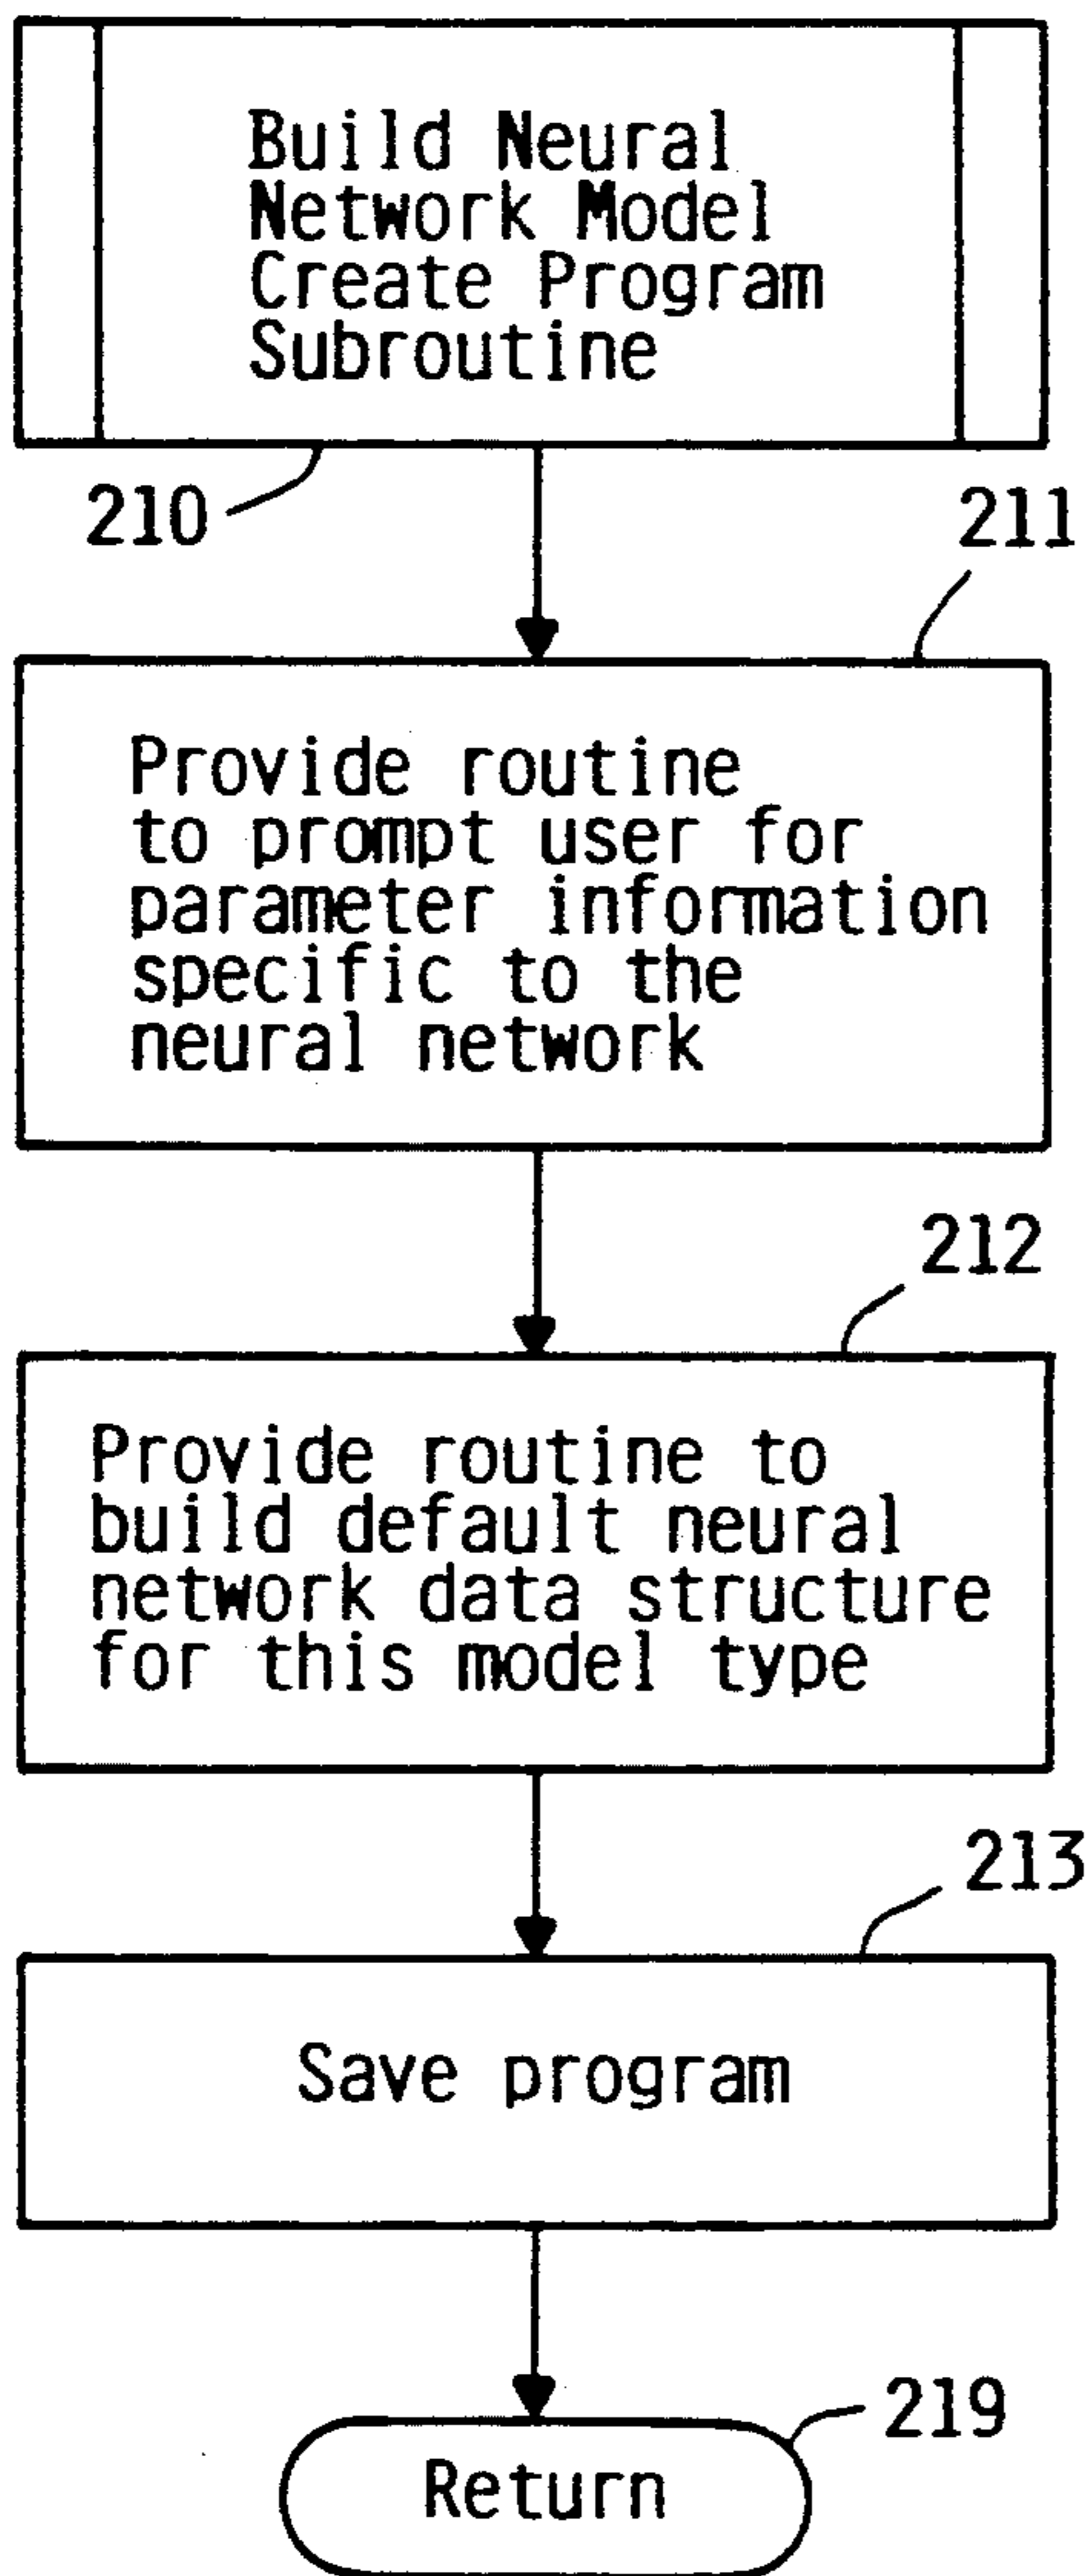 Build Neural
Network Model
Create Program
Subroutine
210
211
Provide routine
to prompt user for
parameter information
specific to the
neural network
212
Provide routine to
build default neural
network data structure
for this model type
213
Save program
219
Return